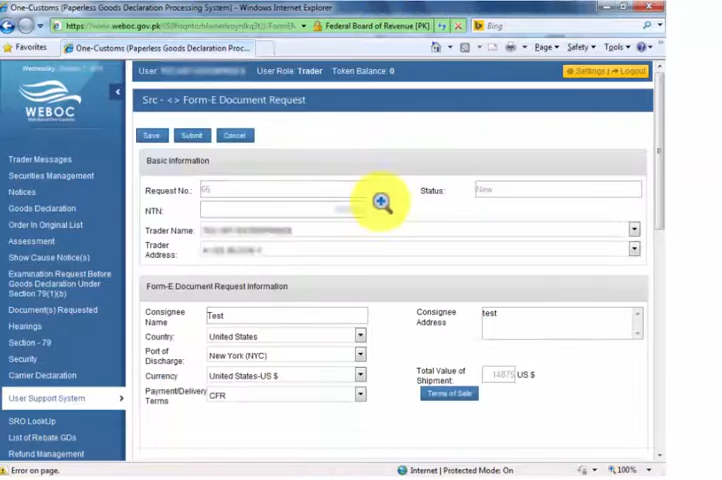 One-Customs (Paperless Goods Declaration Processing System) - Windows Internet Explorer
Federal Board of Revenue [PK]
Bing
Favorites
One-Customs (Paperless Goods Declaration Proc...
Page
Safety
Tools
User:
User Role: Trader
Token Balance: 0
Settings
Logout
WEBOC
Src - <> Form-E Document Request
Save
Submit
Cancel
Trader Messages
Securities Management
Notices
Goods Declaration
Order In Original List
Assessment
Show Cause Notice(s)
Examination Request Before
Goods Declaration Under
Section 79(1)(b)
Document(s) Requested
Hearings
Section - 79
Security
Carrier Declaration
User Support System
SRO LookUp
List of Rebate GDs
Refund Management
Basic Information
Request No.:
66
Status:
New
NTN:
Trader Name:
Trader
Address:
Form-E Document Request Information
Consignee
Name
Test
Consignee
Address
test
Country:
United States
Port of
Discharge:
New York (NYC)
Currency
United States-US $
Total Value of
Shipment:
14875
US $
Payment/Delivery
Terms
CFR
Terms of Sale
Error on page.
Internet | Protected Mode: On
100%